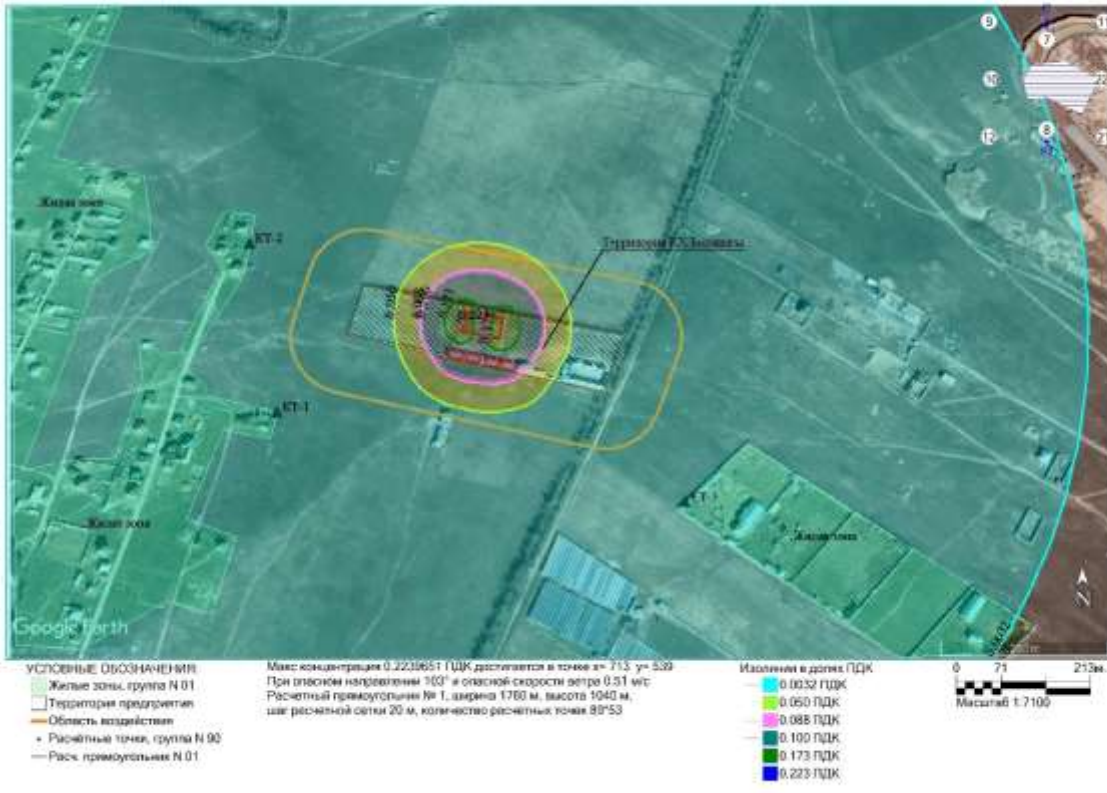 9
7
8
12
Жилая зона
КТ-2
КТ-1
Жилая зона
Жилая зона
Google Earth
УСЛОВНЫЕ ОБОЗНАЧЕНИЯ:
Жилые зоны, группа N 01
Территория предприятия
Область воздействия
Расчётные точки, группа N 90
Расч. прямоугольник N 01
Макс концентрация 0.2239651 ПДК достигается в точке x= 713 y= 539
При опасном направлении 103° и опасной скорости ветра 0.51 м/с
Расчетный прямоугольник № 1, ширина 1760 м, высота 1040 м,
шаг расчетной сетки 20 м, количество расчетных точек 89*53
Изолинии в долях ПДК
0.0032 ПДК
0.050 ПДК
0.088 ПДК
0.100 ПДК
0.173 ПДК
0.223 ПДК
0 71 213м.
Масштаб 1:7100